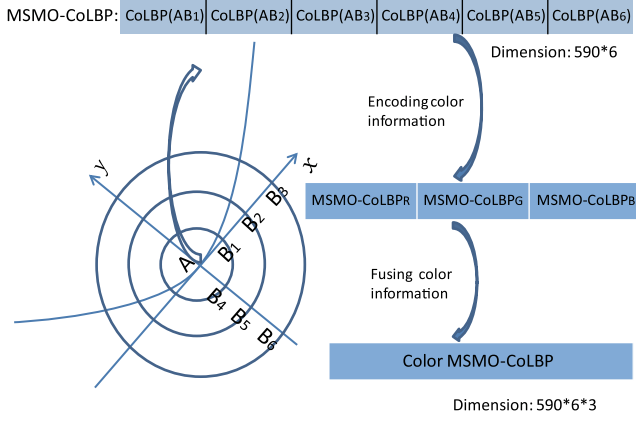 MSMO-CoLBP: CoLBP(AB1) CoLBP(AB2) CoLBP(AB3) CoLBP(AB4) CoLBP(AB5) CoLBP(AB6)
Dimension: 590*6
Encoding color
information
y
x
MSMO-CoLBPR MSMO-CoLBPG MSMO-CoLBPB
A B1 B2 B3
B4 B5 B6
Fusing color
information
Color MSMO-CoLBP
Dimension: 590*6*3